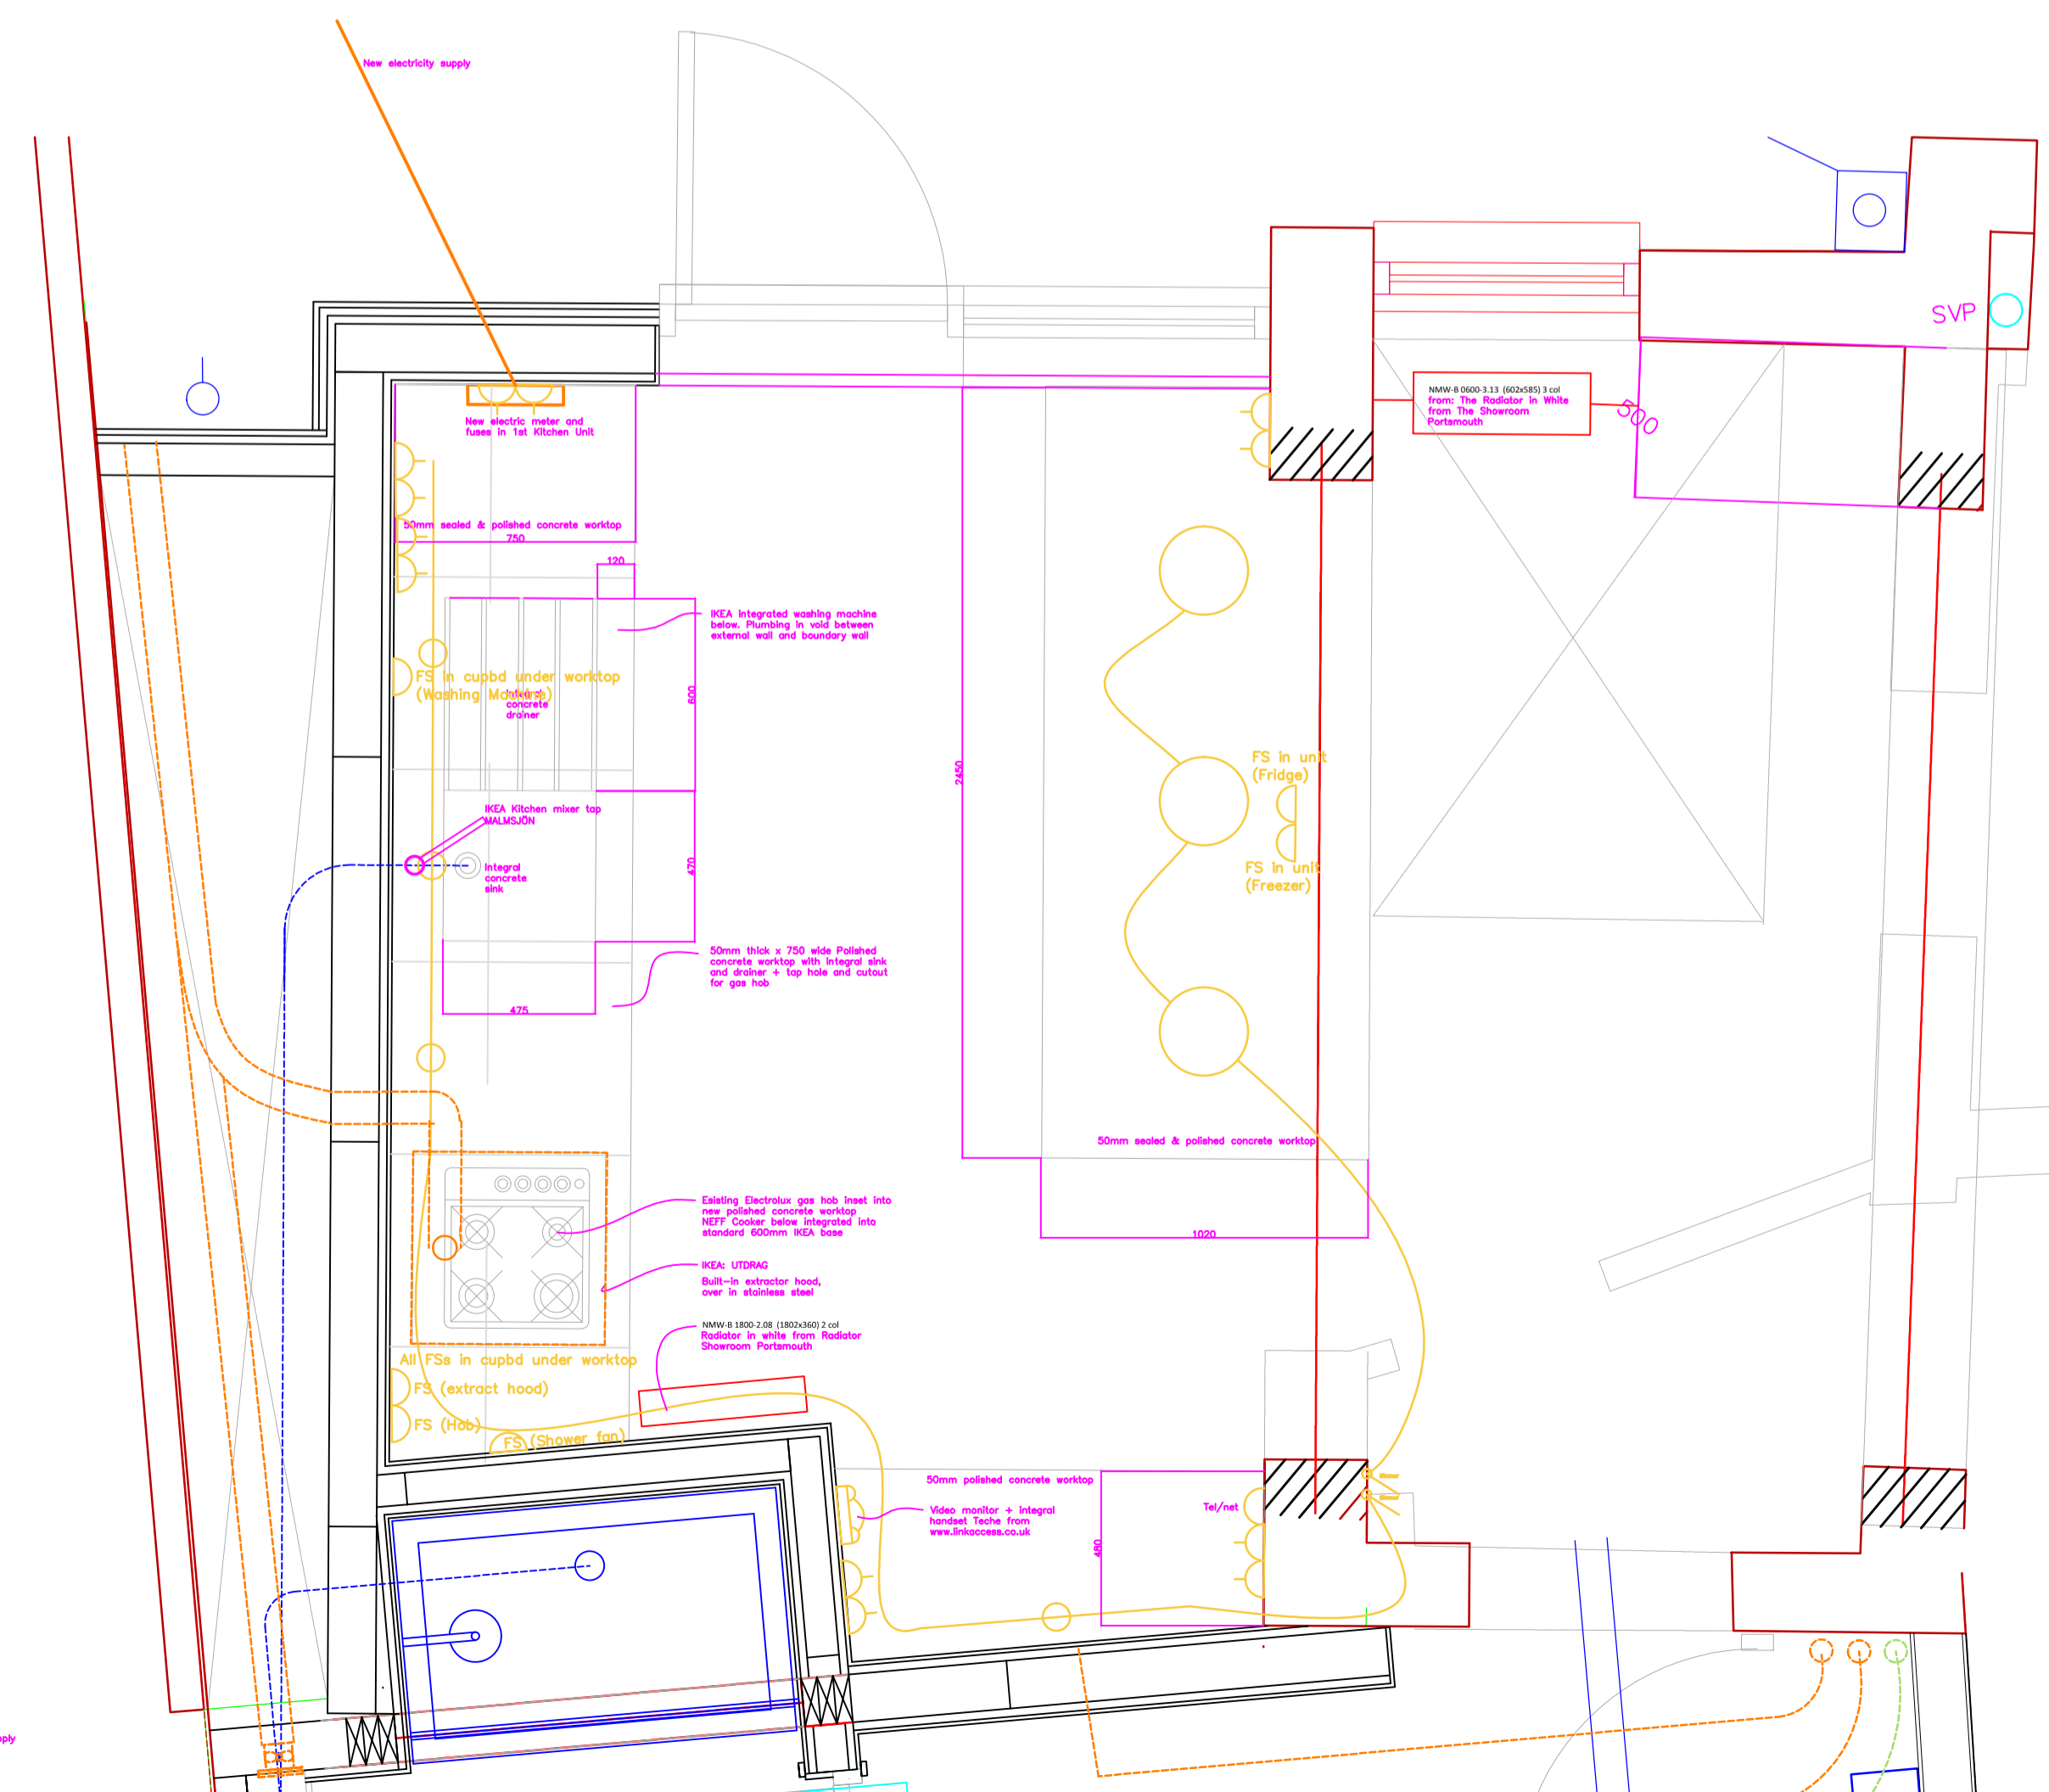 New electricity supply
SVP
NMW-B 0600-3.13 (602x585) 3 col
from: The Radiator in White
from The Showroom
Portsmouth
500
New electric meter and
fuses in 1st Kitchen Unit
50mm sealed & polished concrete worktop
750
120
IKEA integrated washing machine
below. Plumbing in void between
external wall and boundary wall
FS in cupbd under worktop
(Washing Machine)
Integral
concrete
drainer
600
2450
FS in unit
(Fridge)
IKEA Kitchen mixer tap
MALMSJÖN
Integral
concrete
sink
470
FS in unit
(Freezer)
50mm thick x 750 wide Polished
concrete worktop with integral sink
and drainer + tap hole and cutout
for gas hob
475
50mm sealed & polished concrete worktop
1020
Esisting Electrolux gas hob inset into
new polished concrete worktop
NEFF Cooker below integrated into
standard 600mm IKEA base
IKEA: UTDRAG
Built-in extractor hood,
over in stainless steel
NMW-B 1800-2.08 (1802x360) 2 col
Radiator in white from Radiator
Showroom Portsmouth
All FSs in cupbd under worktop
FS (extract hood)
FS (Hob)
FS (Shower fan)
50mm polished concrete worktop
Video monitor + integral
handset Teche from
www.linkaccess.co.uk
Tel/net
480